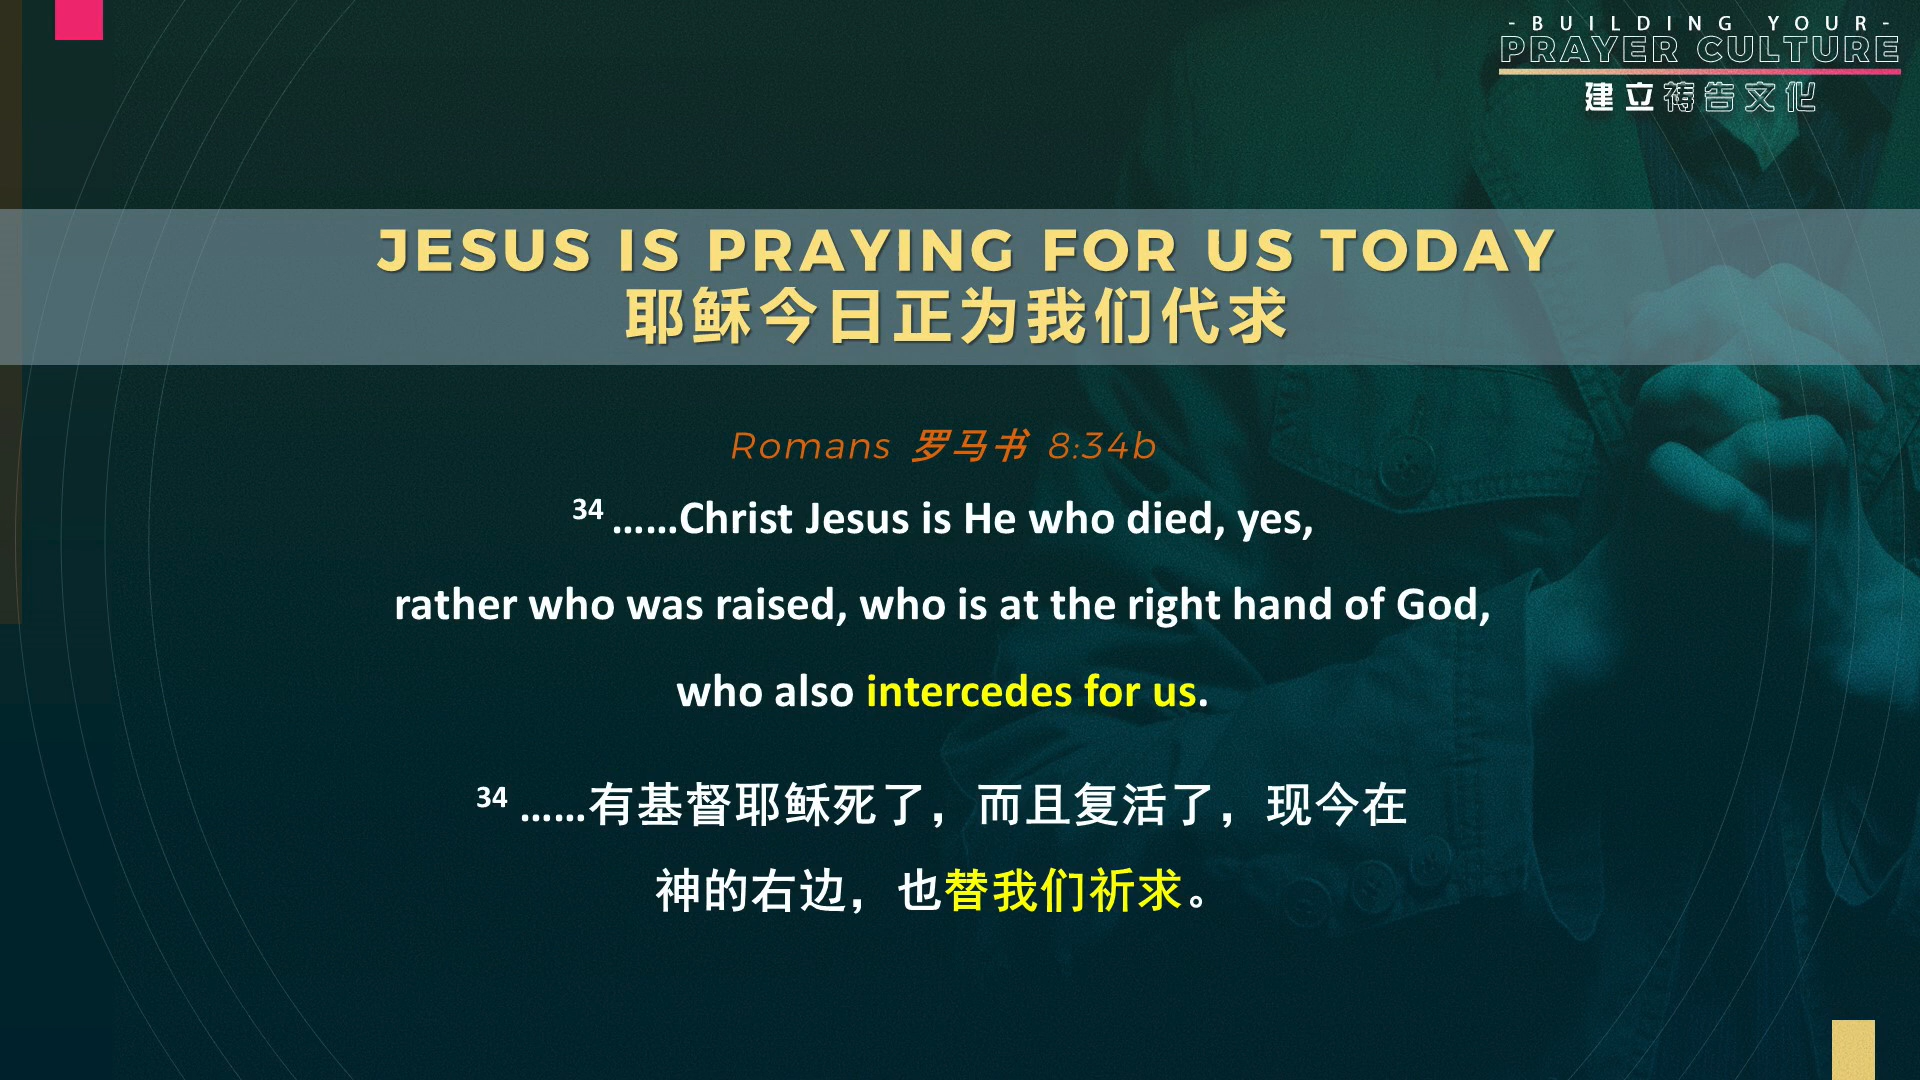 - BUILDING YOUR -
PRAYER CULTURE
建立祷告文化
JESUS IS PRAYING FOR US TODAY
耶稣今日正为我们代求
Romans 罗马书 8:34b
34 ......Christ Jesus is He who died, yes,
rather who was raised, who is at the right hand of God,
who also intercedes for us.
34 ......有基督耶稣死了，而且复活了，现今在
神的右边，也替我们祈求。